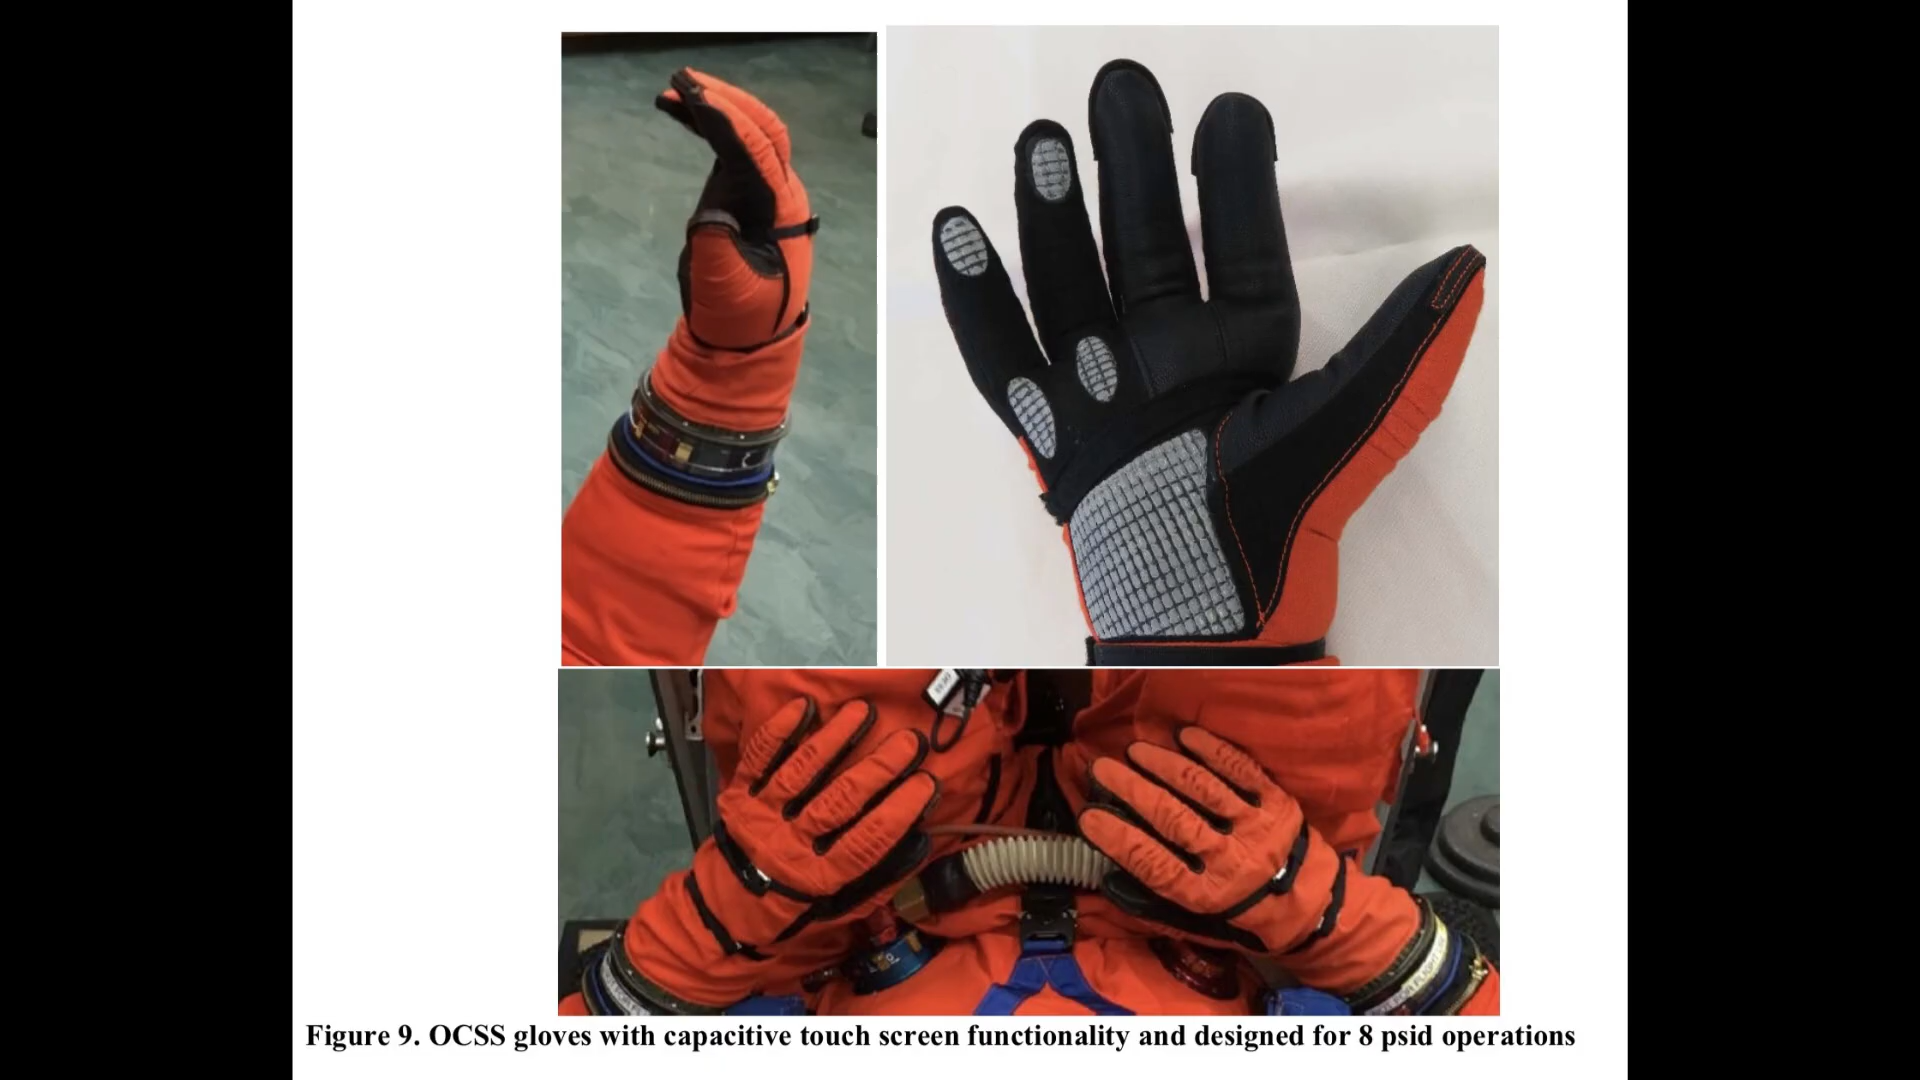 Figure 9. OCSS gloves with capacitive touch screen functionality and designed for 8 psid operations